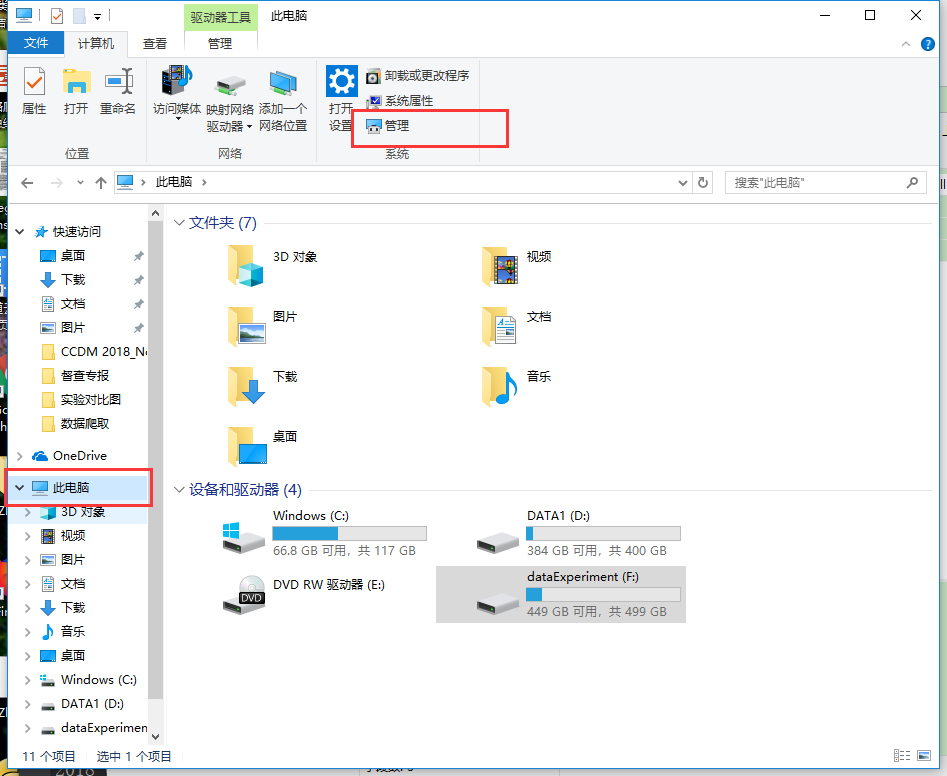 驱动器工具
此电脑
文件
计算机
查看
管理
属性
打开
重命名
访问媒体
映射网络
驱动器
添加一个
网络位置
打开
设置
卸载或更改程序
系统属性
管理
位置
网络
系统
此电脑
搜索"此电脑"
快速访问
桌面
下载
文档
图片
CCDM 2018_N
督查专报
实验对比图
数据爬取
OneDrive
此电脑
3D 对象
视频
图片
文档
下载
音乐
桌面
Windows (C:)
DATA1 (D:)
dataExperimen
文件夹 (7)
3D 对象
视频
图片
文档
下载
音乐
桌面
设备和驱动器 (4)
Windows (C:)
66.8 GB 可用，共 117 GB
DATA1 (D:)
384 GB 可用，共 400 GB
DVD
DVD RW 驱动器 (E:)
dataExperiment (F:)
449 GB 可用，共 499 GB
11 个项目
选中 1 个项目
2018